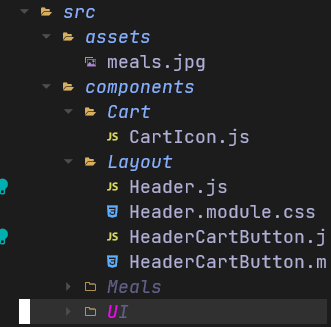 src
assets
meals.jpg
components
Cart
JS CartIcon.js
Layout
JS Header.js
Header.module.css
JS HeaderCartButton.j
HeaderCartButton.m
Meals
UI